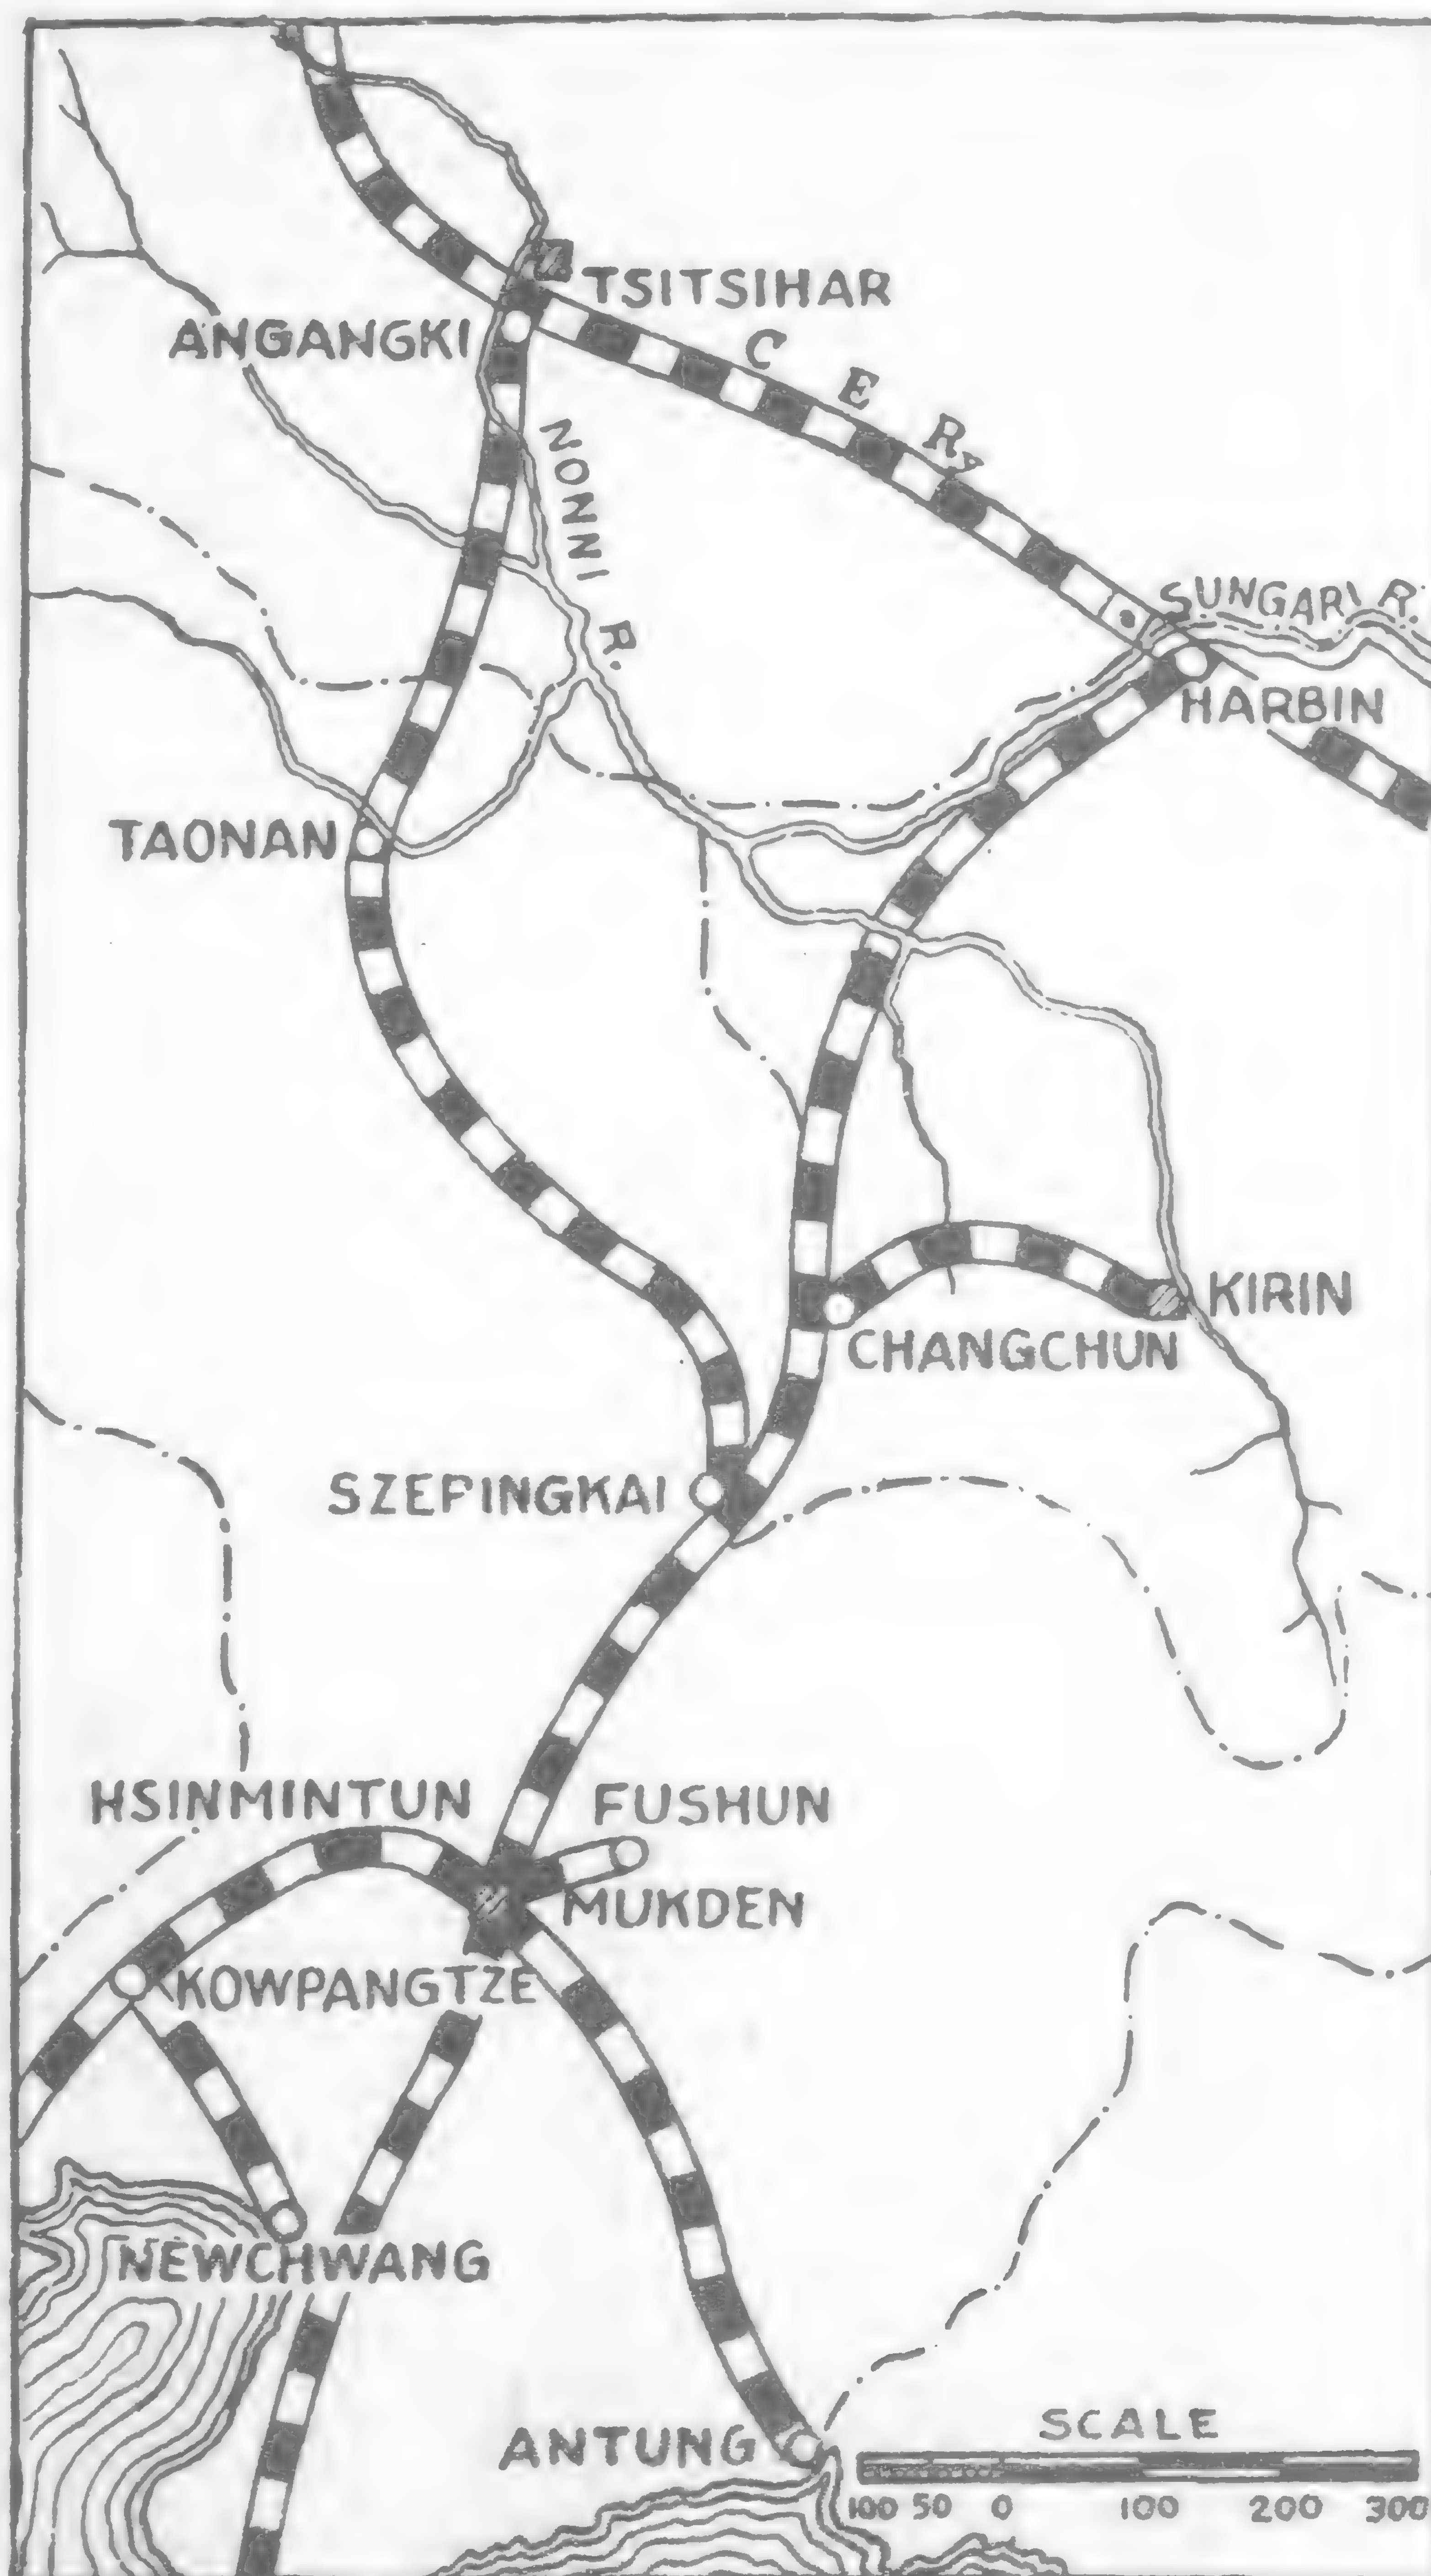 TSITSIHAR
ANGANGKI
C E Ry
NONNI R.
SUNGARI R.
HARBIN
TAONAN
KIRIN
CHANGCHUN
SZEPINGKAI
HSINMINTUN
FUSHUN
MUKDEN
KOWPANGTZE
NEWCHWANG
ANTUNG
SCALE
100 50 0 100 200 300